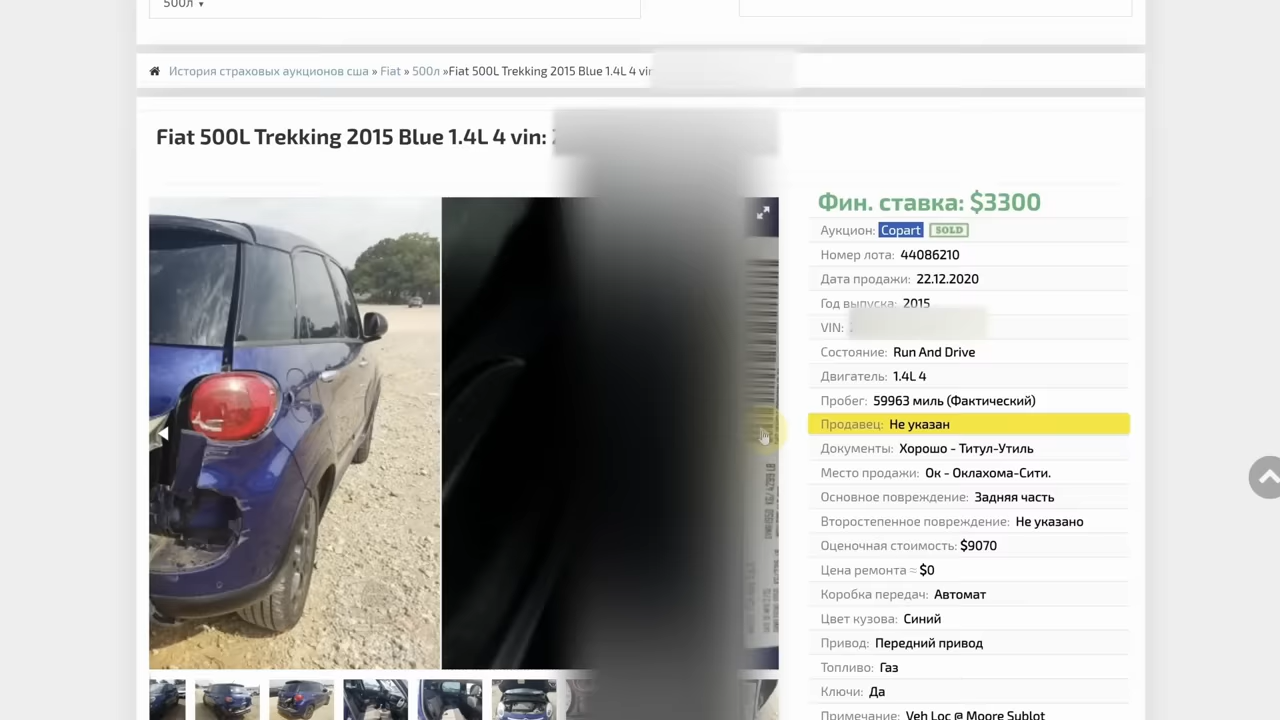 500л
История страховых аукционов сша » Fiat » 500л »Fiat 500L Trekking 2015 Blue 1.4L 4 vin
Fiat 500L Trekking 2015 Blue 1.4L 4 vin:
Фин. ставка: $3300
Аукцион: Copart SOLD
Номер лота: 44086210
Дата продажи: 22.12.2020
Год выпуска: 2015
VIN:
Состояние: Run And Drive
Двигатель: 1.4L 4
Пробег: 59963 миль (Фактический)
Продавец: Не указан
Документы: Хорошо - Титул-Утиль
Место продажи: Ок - Оклахома-Сити.
Основное повреждение: Задняя часть
Второстепенное повреждение: Не указано
Оценочная стоимость: $9070
Цена ремонта ≈ $0
Коробка передач: Автомат
Цвет кузова: Синий
Привод: Передний привод
Топливо: Газ
Ключи: Да
Примечание: Veh Loc @ Moore Sublot